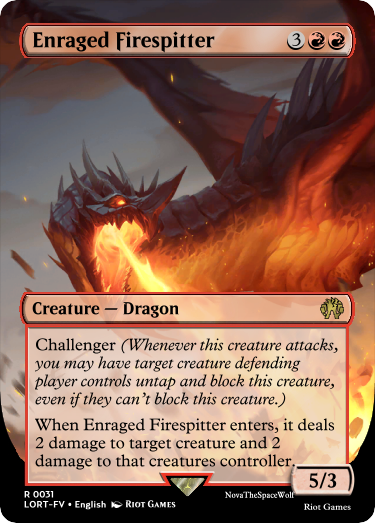 Enraged Firespitter 3
Creature — Dragon
Challenger (Whenever this creature attacks,
you may have target creature defending
player controls untap and block this creature,
even if they can't block this creature.)
When Enraged Firespitter enters, it deals
2 damage to target creature and 2
damage to that creatures controller.
5/3
R 0031
LORT-FV • English Riot Games
NovaTheSpaceWolf
Riot Games